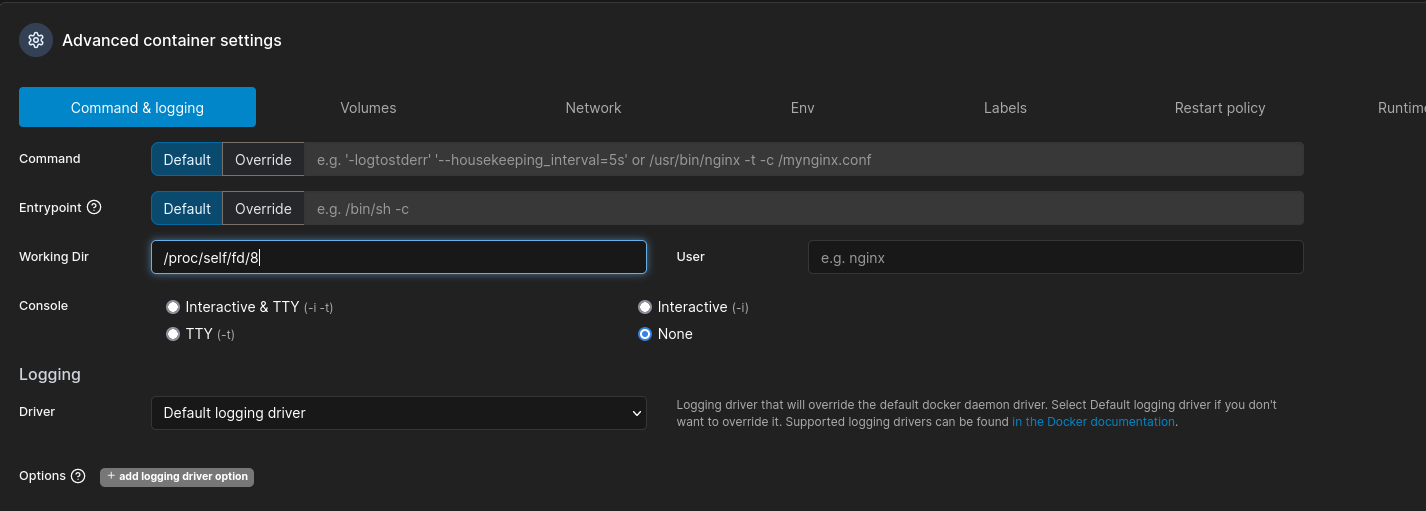 Advanced container settings
Command & logging Volumes Network Env Labels Restart policy Runtime
Command Default Override e.g. '-logtostderr' '--housekeeping_interval=5s' or /usr/bin/nginx -t -c /mynginx.conf
Entrypoint Default Override e.g. /bin/sh -c
Working Dir /proc/self/fd/8 User e.g. nginx
Console Interactive & TTY (-i -t) Interactive (-i)
TTY (-t) None
Logging
Driver Default logging driver Logging driver that will override the default docker daemon driver. Select Default logging driver if you don't
want to override it. Supported logging drivers can be found in the Docker documentation.
Options + add logging driver option